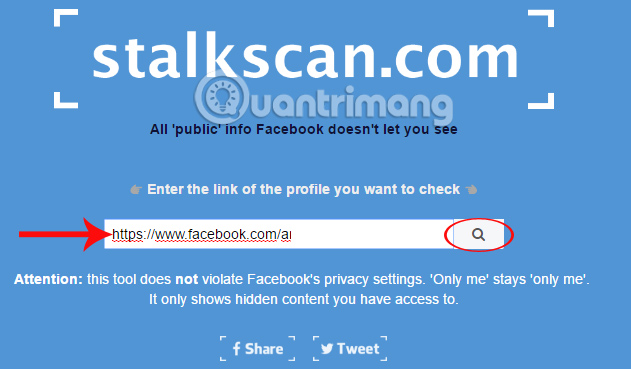 stalkscan.com
Quantrimang
All 'public' info Facebook doesn't let you see
Enter the link of the profile you want to check
https://www.facebook.com/a
Attention: this tool does not violate Facebook's privacy settings. 'Only me' stays 'only me'.
It only shows hidden content you have access to.
Share Tweet